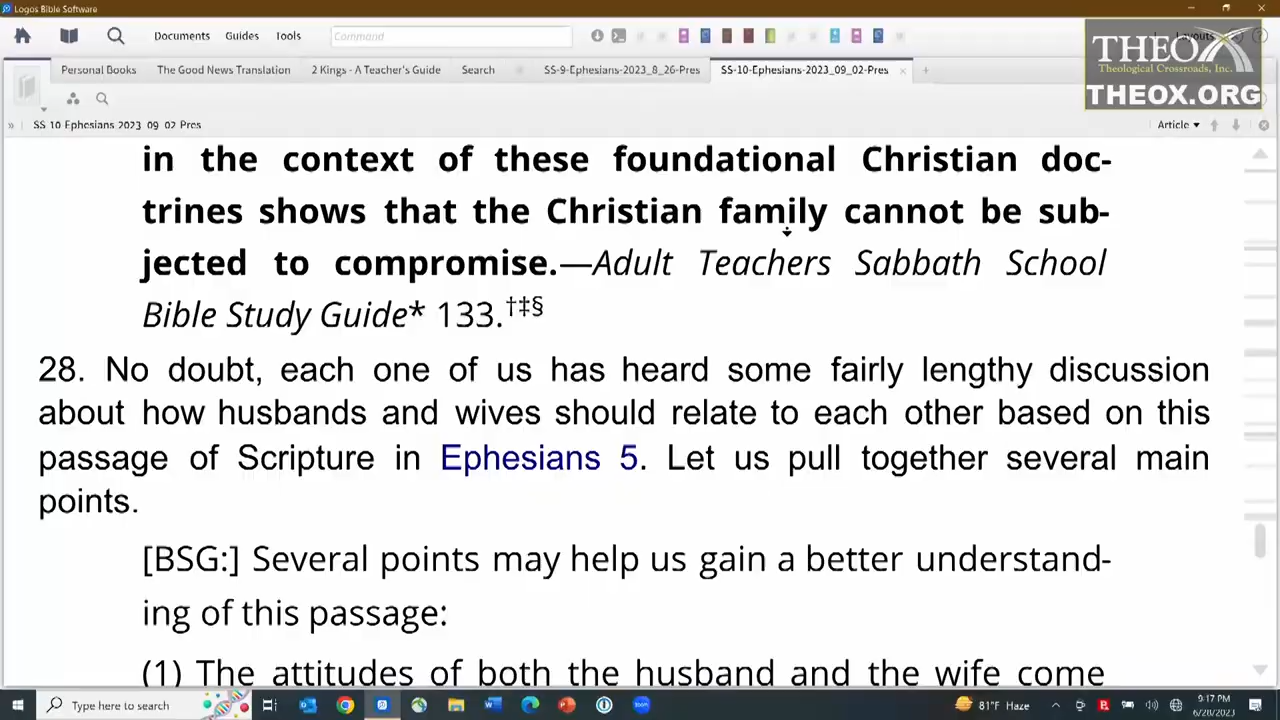 Logos Bible Software
Documents Guides Tools Command Layouts
THEOX
Theological Crossroads, Inc.
THEOX.ORG
Personal Books The Good News Translation 2 Kings - A Teacher's Guide SS-9-Ephesians-2023_8_26-Pres SS-10-Ephesians-2023_09_02-Pres
SS 10 Ephesians 2023 09 02 Pres Article
in the context of these foundational Christian doc-
trines shows that the Christian family cannot be sub-
jected to compromise.—Adult Teachers Sabbath School
Bible Study Guide* 133.†‡§
28. No doubt, each one of us has heard some fairly lengthy discussion
about how husbands and wives should relate to each other based on this
passage of Scripture in Ephesians 5. Let us pull together several main
points.
[BSG:] Several points may help us gain a better understand-
ing of this passage:
(1) The attitudes of both the husband and the wife come
Type here to search 81°F Haze 9:17 PM
6/28/2023